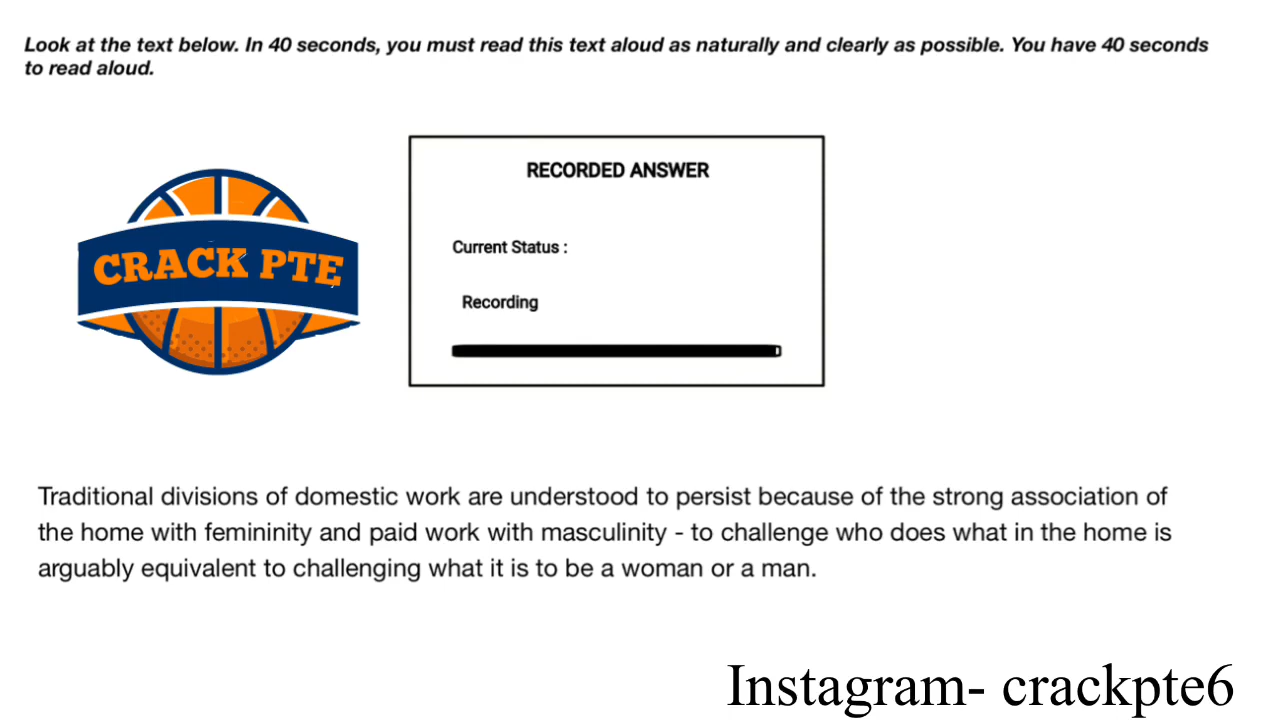 Look at the text below. In 40 seconds, you must read this text aloud as naturally and clearly as possible. You have 40 seconds
to read aloud.
CRACK PTE
RECORDED ANSWER
Current Status :
Recording
Traditional divisions of domestic work are understood to persist because of the strong association of
the home with femininity and paid work with masculinity - to challenge who does what in the home is
arguably equivalent to challenging what it is to be a woman or a man.
Instagram- crackpte6